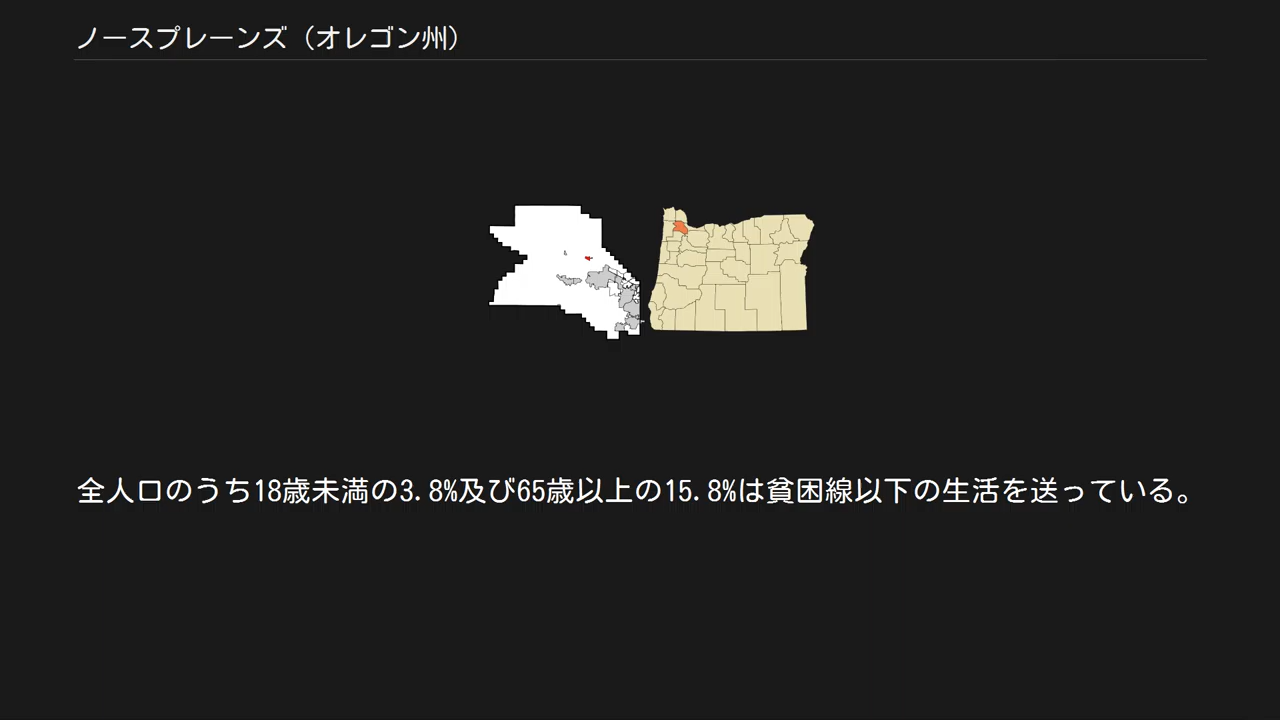 ノースプレーンズ（オレゴン州）
全人口のうち18歳未満の3.8%及び65歳以上の15.8%は貧困線以下の生活を送っている。